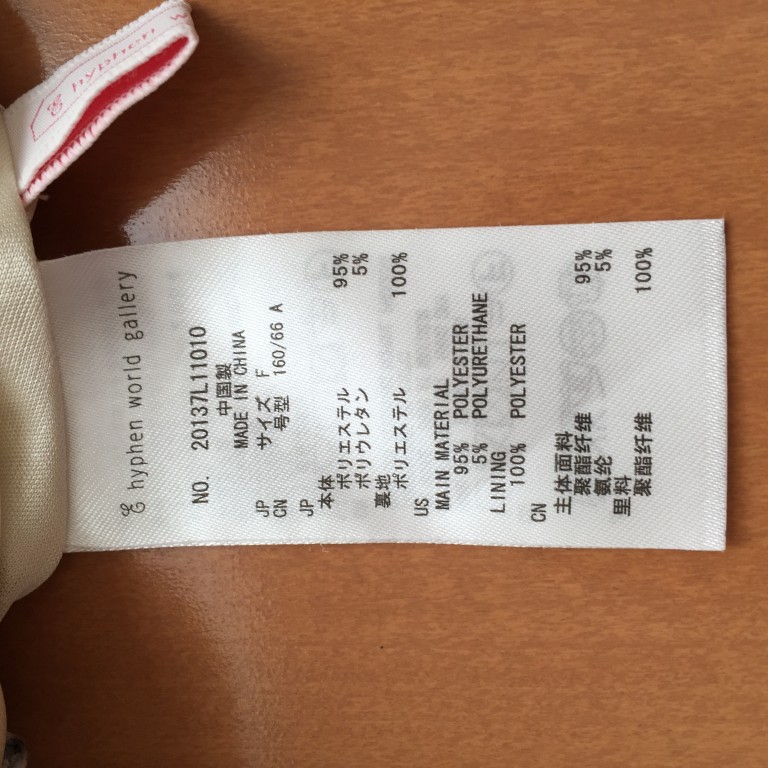 hyphen w
hyphen world gallery
NO. 20137L11010
中国製
MADE IN CHINA
JP サイズ F
CN 号型 160/66 A
JP
本体
ポリエステル 95%
ポリウレタン 5%
裏地
ポリエステル 100%
US
MAIN MATERIAL
95% POLYESTER
5% POLYURETHANE
LINING
100% POLYESTER
CN
主体面料
聚酯纤维 95%
氨纶 5%
里料
聚酯纤维 100%